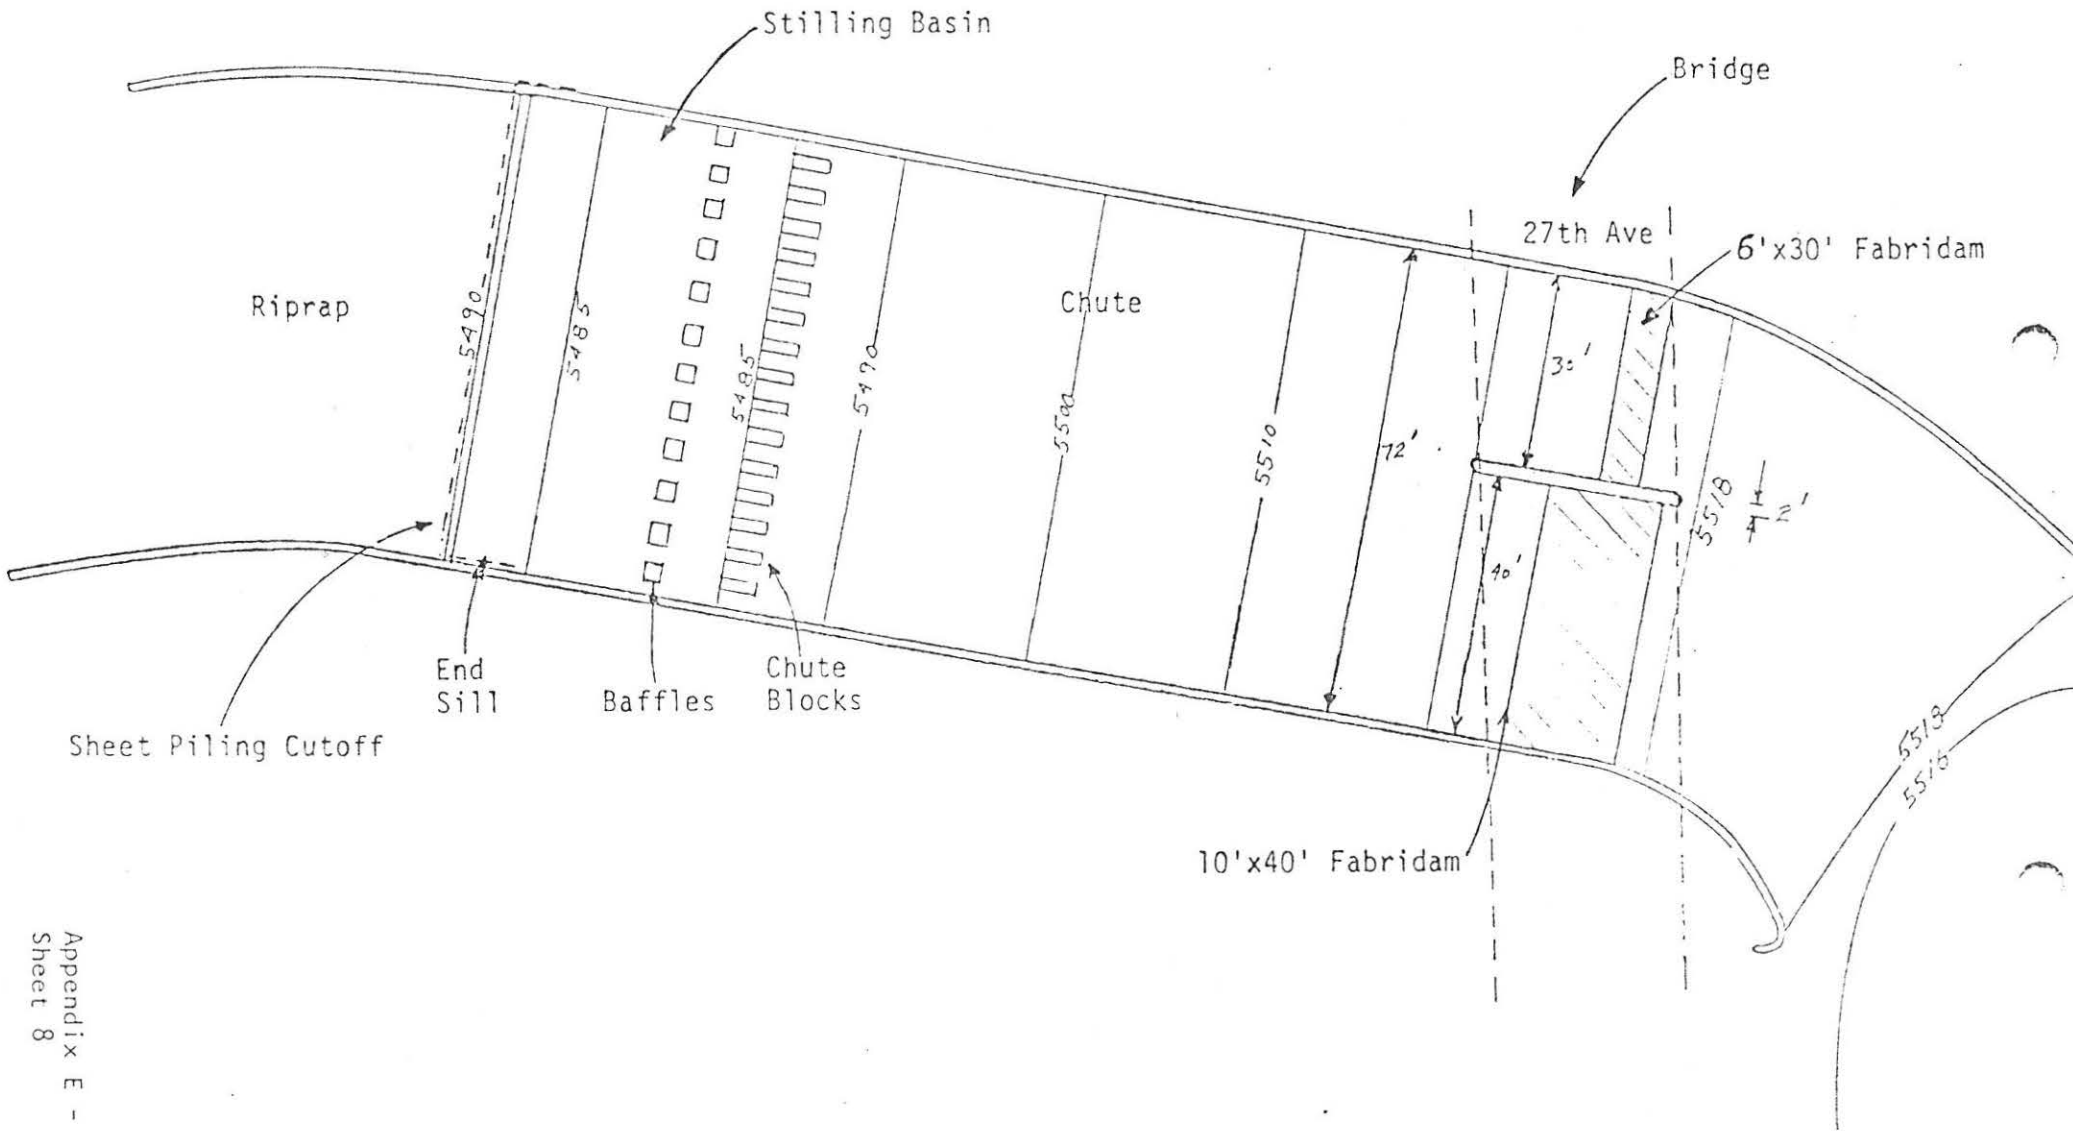 Stilling Basin
Bridge
27th Ave
6'x30' Fabridam
Riprap
Chute
5490
5485
5485
5490
5500
5510
72'
30'
40'
5518
2'
End
Sill
Baffles
Chute
Blocks
Sheet Piling Cutoff
10'x40' Fabridam
5518
5516
Appendix E -
Sheet 8